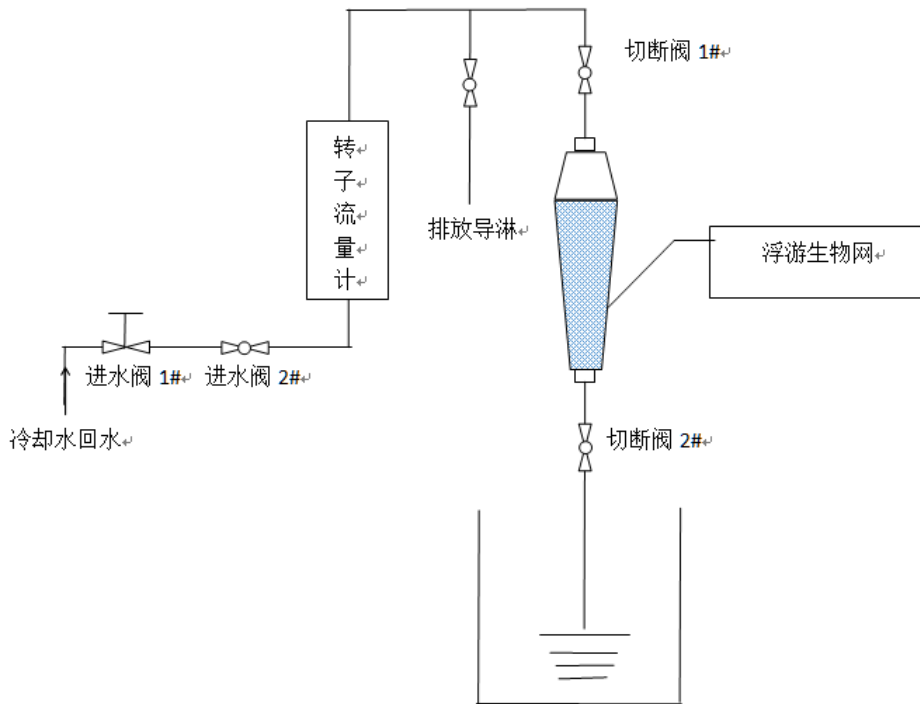 切断阀 1#
转
子
流
量
计
排放导淋
浮游生物网
进水阀 1# 进水阀 2#
冷却水回水
切断阀 2#